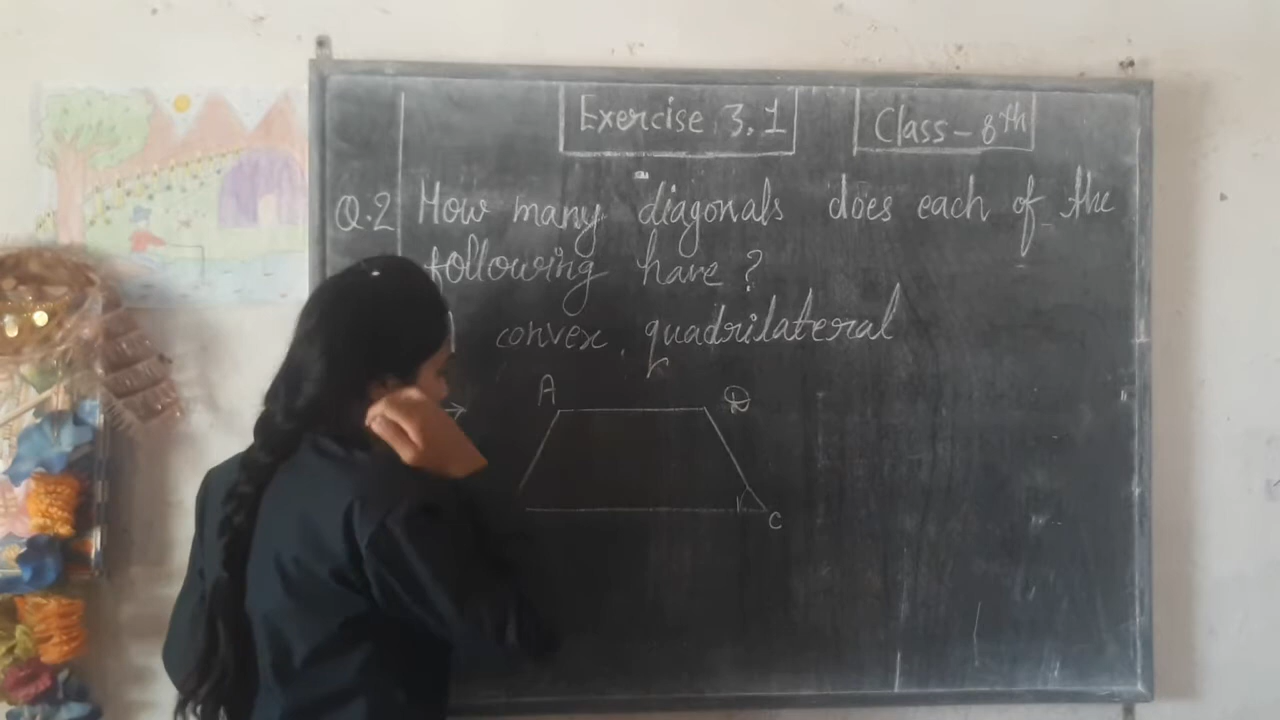 Exercise 3.1
Class - 8th
Q.2 How many diagonals does each of the
following have?
convex quadrilateral
A D
C